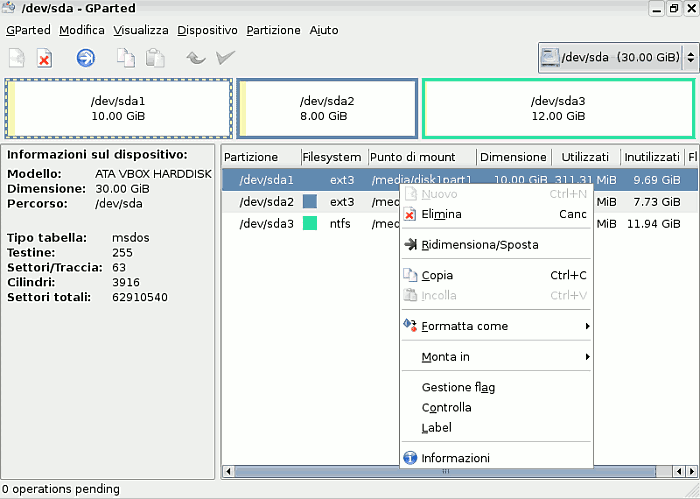 /dev/sda - GParted
GParted Modifica Visualizza Dispositivo Partizione Aiuto
/dev/sda (30.00 GiB)
/dev/sda1
10.00 GiB
/dev/sda2
8.00 GiB
/dev/sda3
12.00 GiB
Informazioni sul dispositivo:
Modello: ATA VBOX HARDDISK
Dimensione: 30.00 GiB
Percorso: /dev/sda
Tipo tabella: msdos
Testine: 255
Settori/Traccia: 63
Cilindri: 3916
Settori totali: 62910540
Partizione Filesystem Punto di mount Dimensione Utilizzati Inutilizzati Fl
/dev/sda1 ext3 /media/disk1part1 10.00 GiB 311.31 MiB 9.69 GiB
/dev/sda2 ext3 /med MiB 7.73 GiB
/dev/sda3 ntfs /med MiB 11.94 GiB
Nuovo Ctrl+N
Elimina Canc
Ridimensiona/Sposta
Copia Ctrl+C
Incolla Ctrl+V
Formatta come
Monta in
Gestione flag
Controlla
Label
Informazioni
0 operations pending